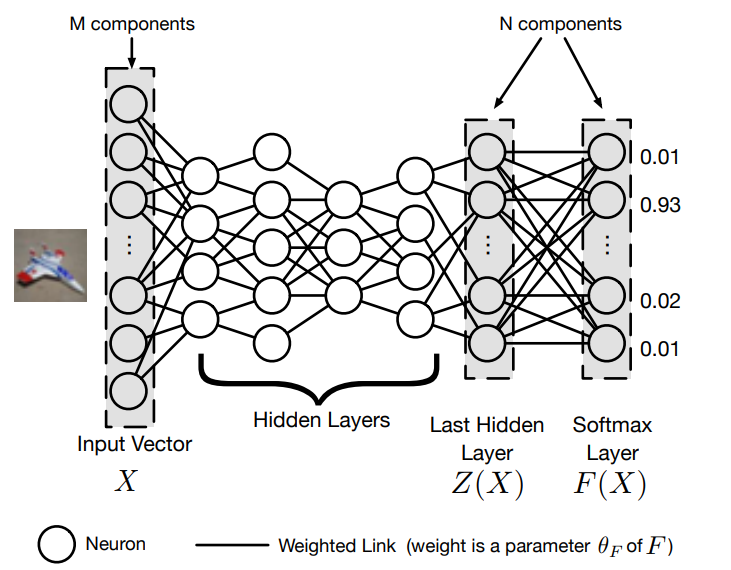 M components
N components
0.01
0.93
0.02
0.01
Hidden Layers
Input Vector
X
Last Hidden
Layer
Z(X)
Softmax
Layer
F(X)
Neuron
Weighted Link (weight is a parameter θ_F of F)